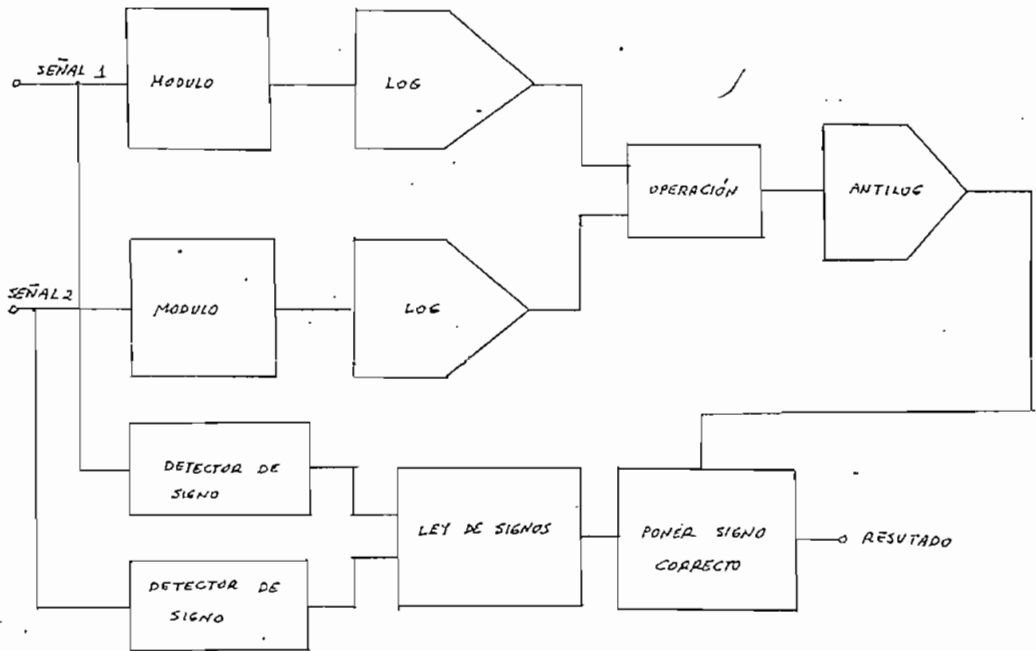 SEÑAL 1
MODULO
LOG
OPERACIÓN
ANTILOG
SEÑAL 2
MODULO
LOG
DETECTOR DE
SIGNO
LEY DE SIGNOS
PONER SIGNO
CORRECTO
RESUTADO
DETECTOR DE
SIGNO